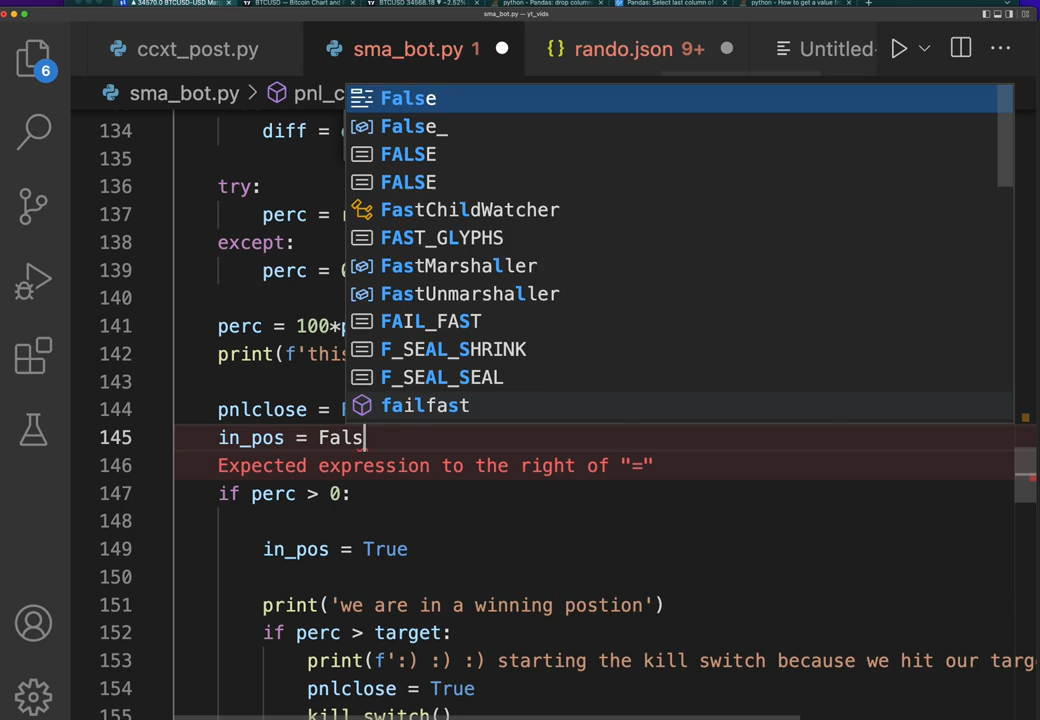 34570.0 BTCUSD-USD
BTCUSD — Bitcoin Chart and
BTCUSD 34568.18 ▼−2.52%
python - Pandas: drop column
Pandas: Select last column of
python - How to get a value fr
sma_bot.py — yt_vids
ccxt_post.py
sma_bot.py 1
{} rando.json 9+
Untitled-
6
sma_bot.py > pnl_c
134 diff =
135
136 try:
137 perc =
138 except:
139 perc =
140
141 perc = 100*
142 print(f'this
143
144 pnlclose =
145 in_pos = Fals
146 Expected expression to the right of "="
147 if perc > 0:
148
149 in_pos = True
150
151 print('we are in a winning postion')
152 if perc > target:
153 print(f':) :) :) starting the kill switch because we hit our targ
154 pnlclose = True
155 kill_switch()
False
False_
FALSE
FALSE
FastChildWatcher
FAST_GLYPHS
FastMarshaller
FastUnmarshaller
FAIL_FAST
F_SEAL_SHRINK
F_SEAL_SEAL
failfast